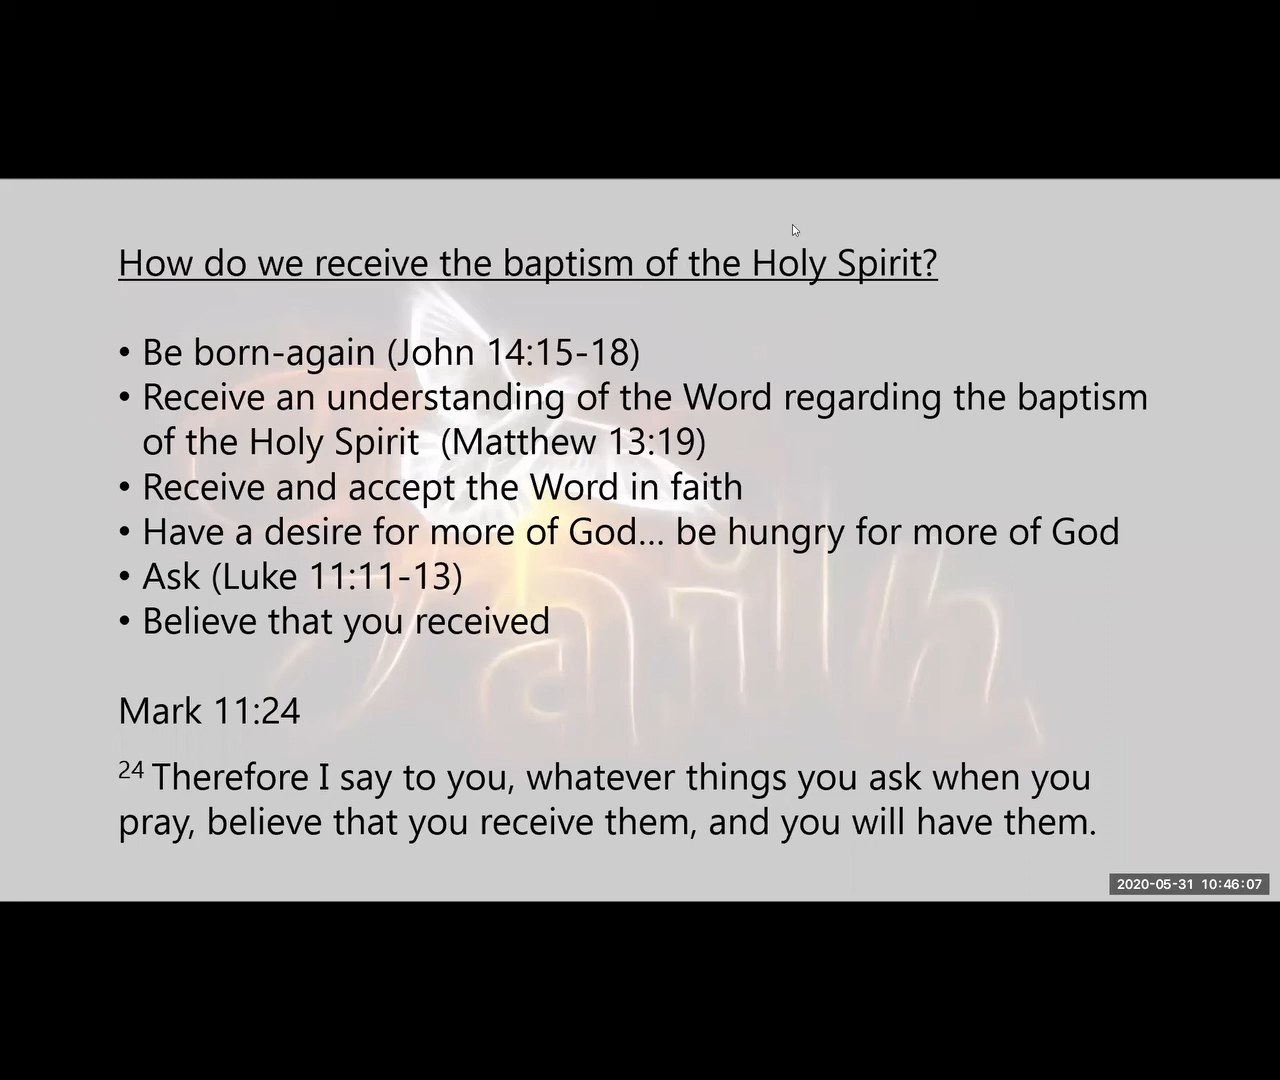 How do we receive the baptism of the Holy Spirit?
• Be born-again (John 14:15-18)
• Receive an understanding of the Word regarding the baptism
of the Holy Spirit  (Matthew 13:19)
• Receive and accept the Word in faith
• Have a desire for more of God... be hungry for more of God
• Ask (Luke 11:11-13)
• Believe that you received
Mark 11:24
24 Therefore I say to you, whatever things you ask when you
pray, believe that you receive them, and you will have them.
Faith
2020-05-31 10:46:07